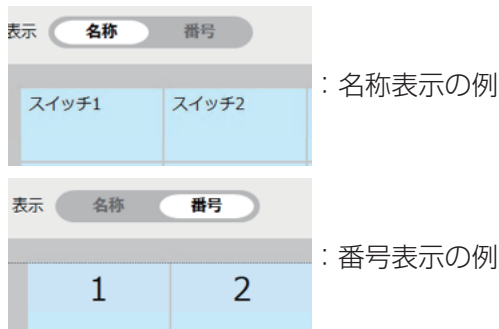 表示 名称 番号
スイッチ1 スイッチ2
：名称表示の例
表示 名称 番号
1 2
：番号表示の例